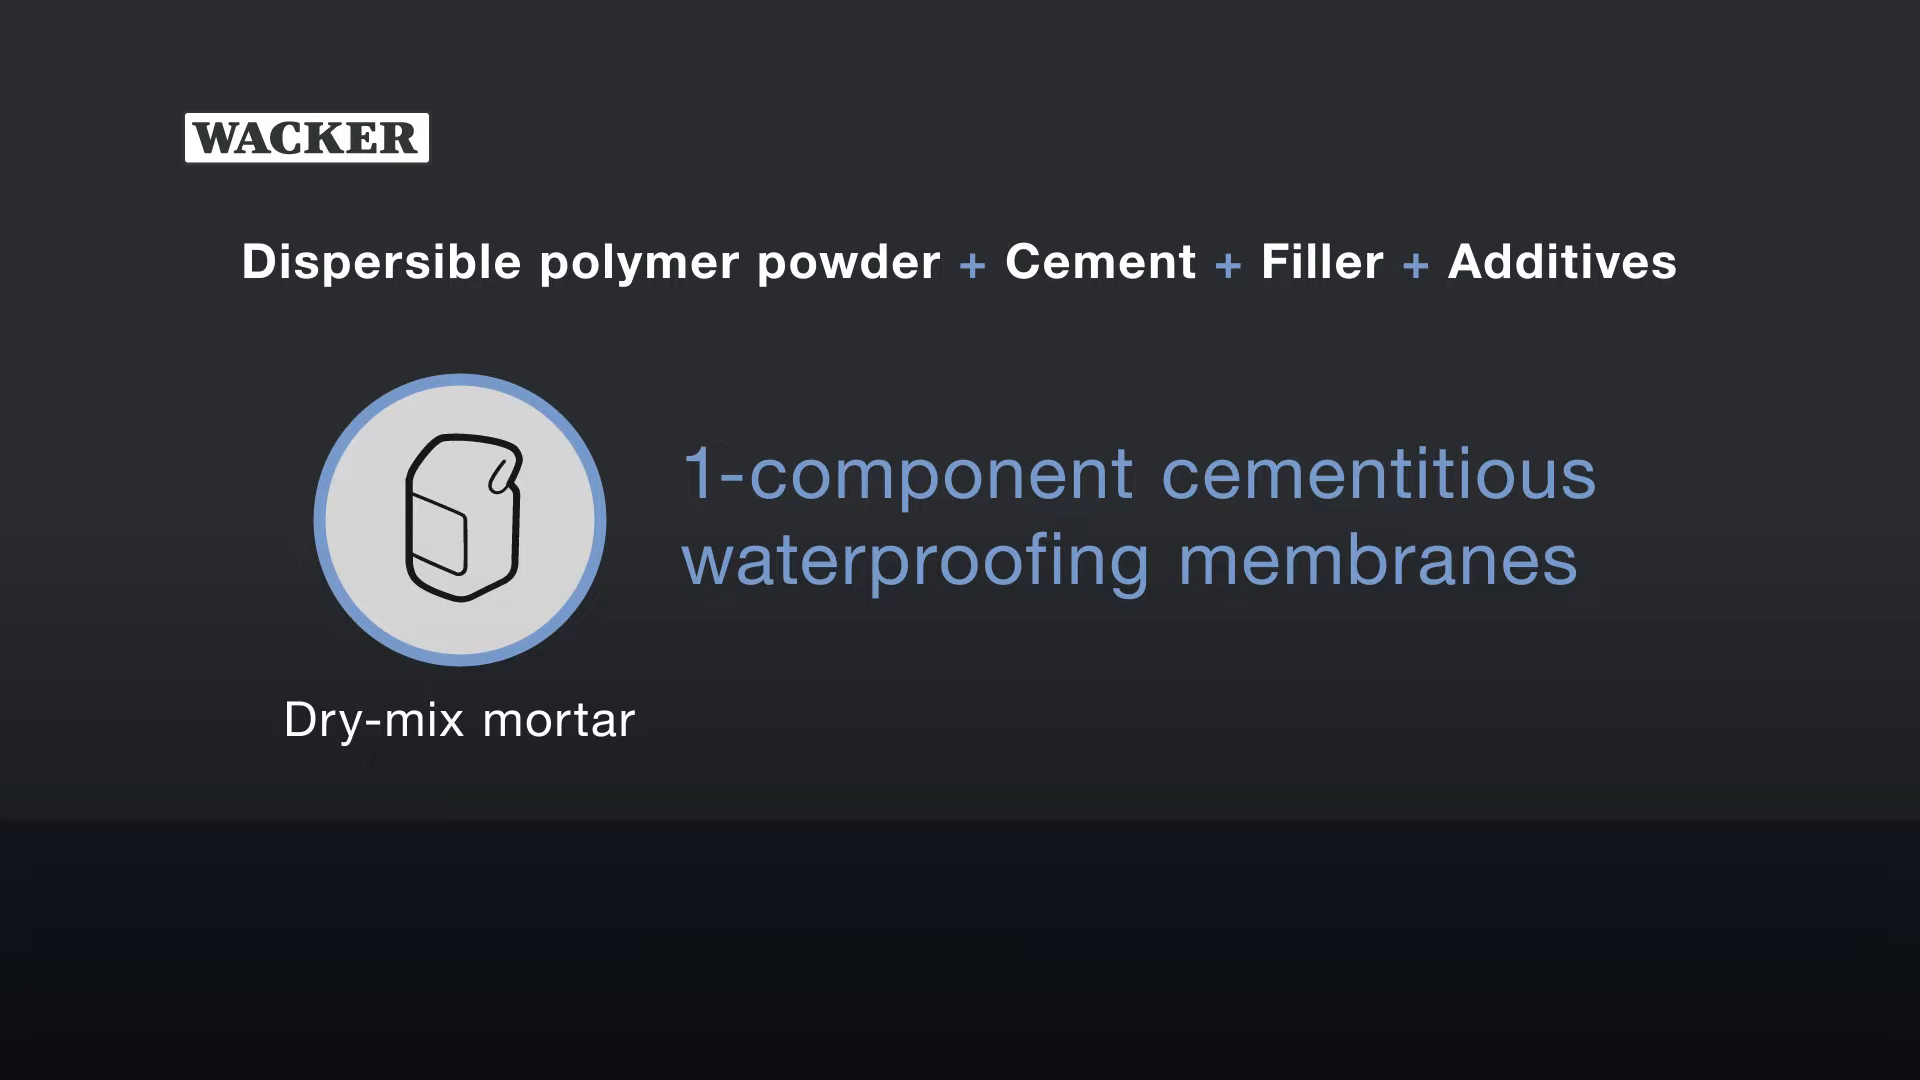 WACKER
Dispersible polymer powder + Cement + Filler + Additives
1-component cementitious
waterproofing membranes
Dry-mix mortar